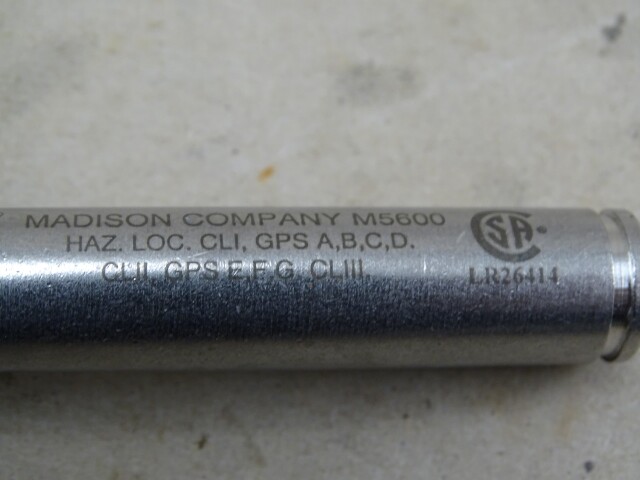 MADISON COMPANY M5600
HAZ. LOC. CLI, GPS A,B,C,D.
CLII, GPS E,F G, CLIII.
CSA
LR26414